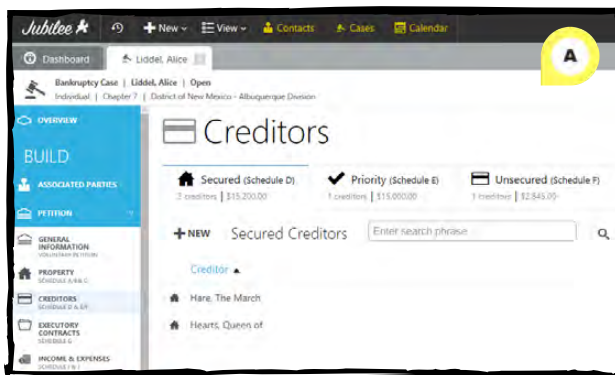 Jubilee
New
View
Contacts
Cases
Calendar
Dashboard
Liddel, Alice
A
Bankruptcy Case | Liddel, Alice | Open
Individual | Chapter 7 | District of New Mexico - Albuquerque Division
OVERVIEW
BUILD
ASSOCIATED PARTIES
PETITION
GENERAL
INFORMATION
VOLUNTARY PETITION
PROPERTY
SCHEDULE A/B & C
CREDITORS
SCHEDULE D & E/F
EXECUTORY
CONTRACTS
SCHEDULE G
INCOME & EXPENSES
SCHEDULE I & J
Creditors
Secured (Schedule D)
2 creditors | $15,200.00
Priority (Schedule E)
1 creditors | $15,000.00
Unsecured (Schedule F)
1 creditors | $2,845.00
+NEW
Secured Creditors
Enter search phrase
Creditor
Hare, The March
Hearts, Queen of